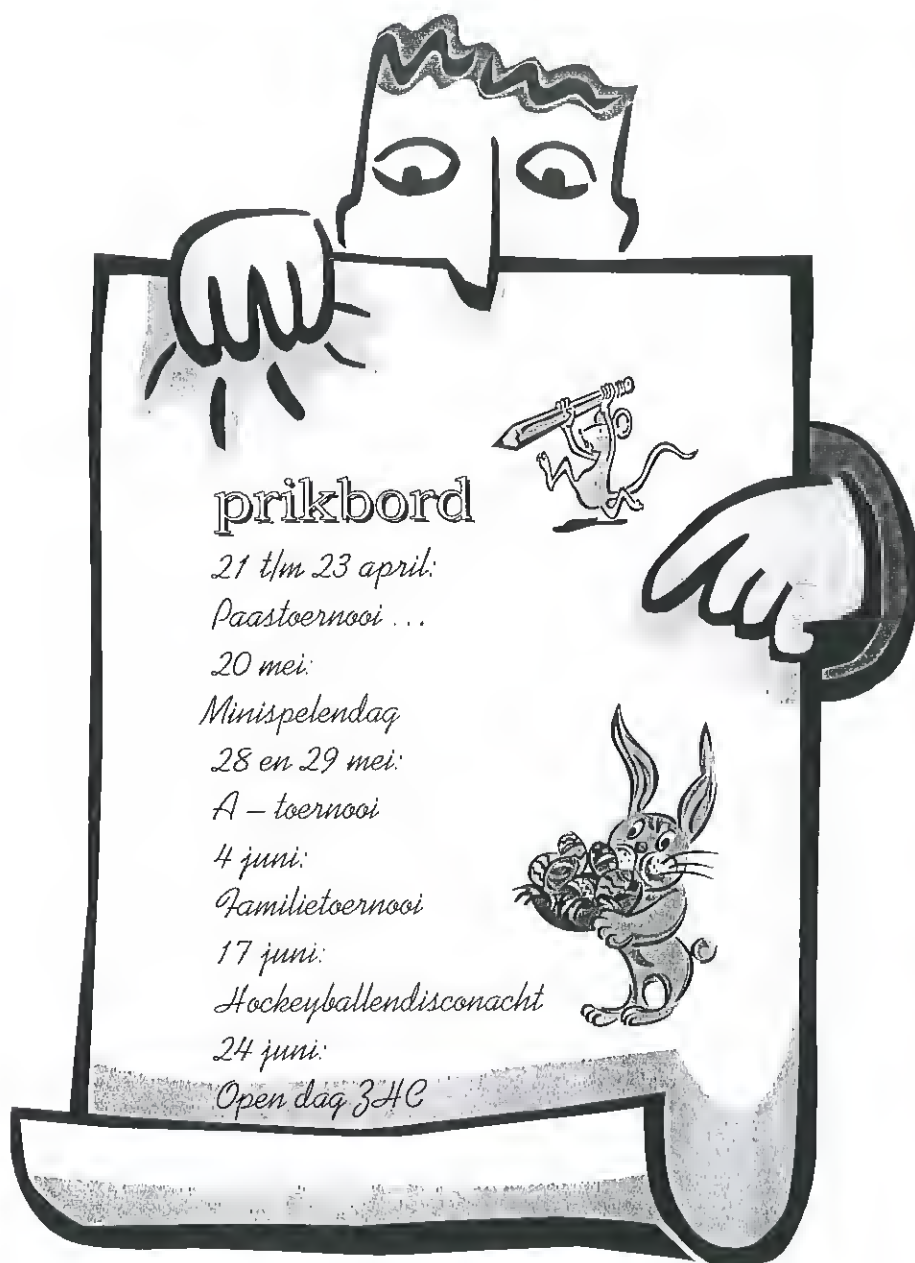 prikbord
21 t/m 23 april:
Paastoernooi ...
20 mei:
Minispelendag
28 en 29 mei:
A – toernooi
4 juni:
Familietoernooi
17 juni:
Hockeyballendisconacht
24 juni:
Open dag ZHC